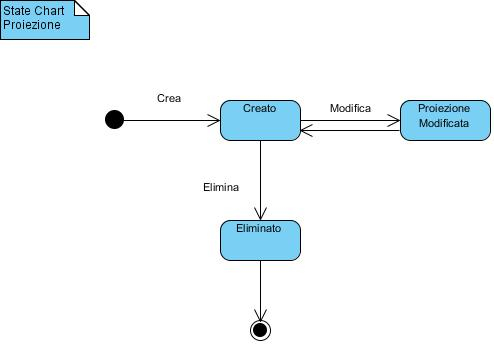 State Chart
Proiezione
Crea
Creato
Modifica
Proiezione
Modificata
Elimina
Eliminato